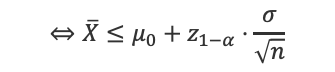 ⇔ X̄ ≤ μ₀ + z₁₋α · σ/√n